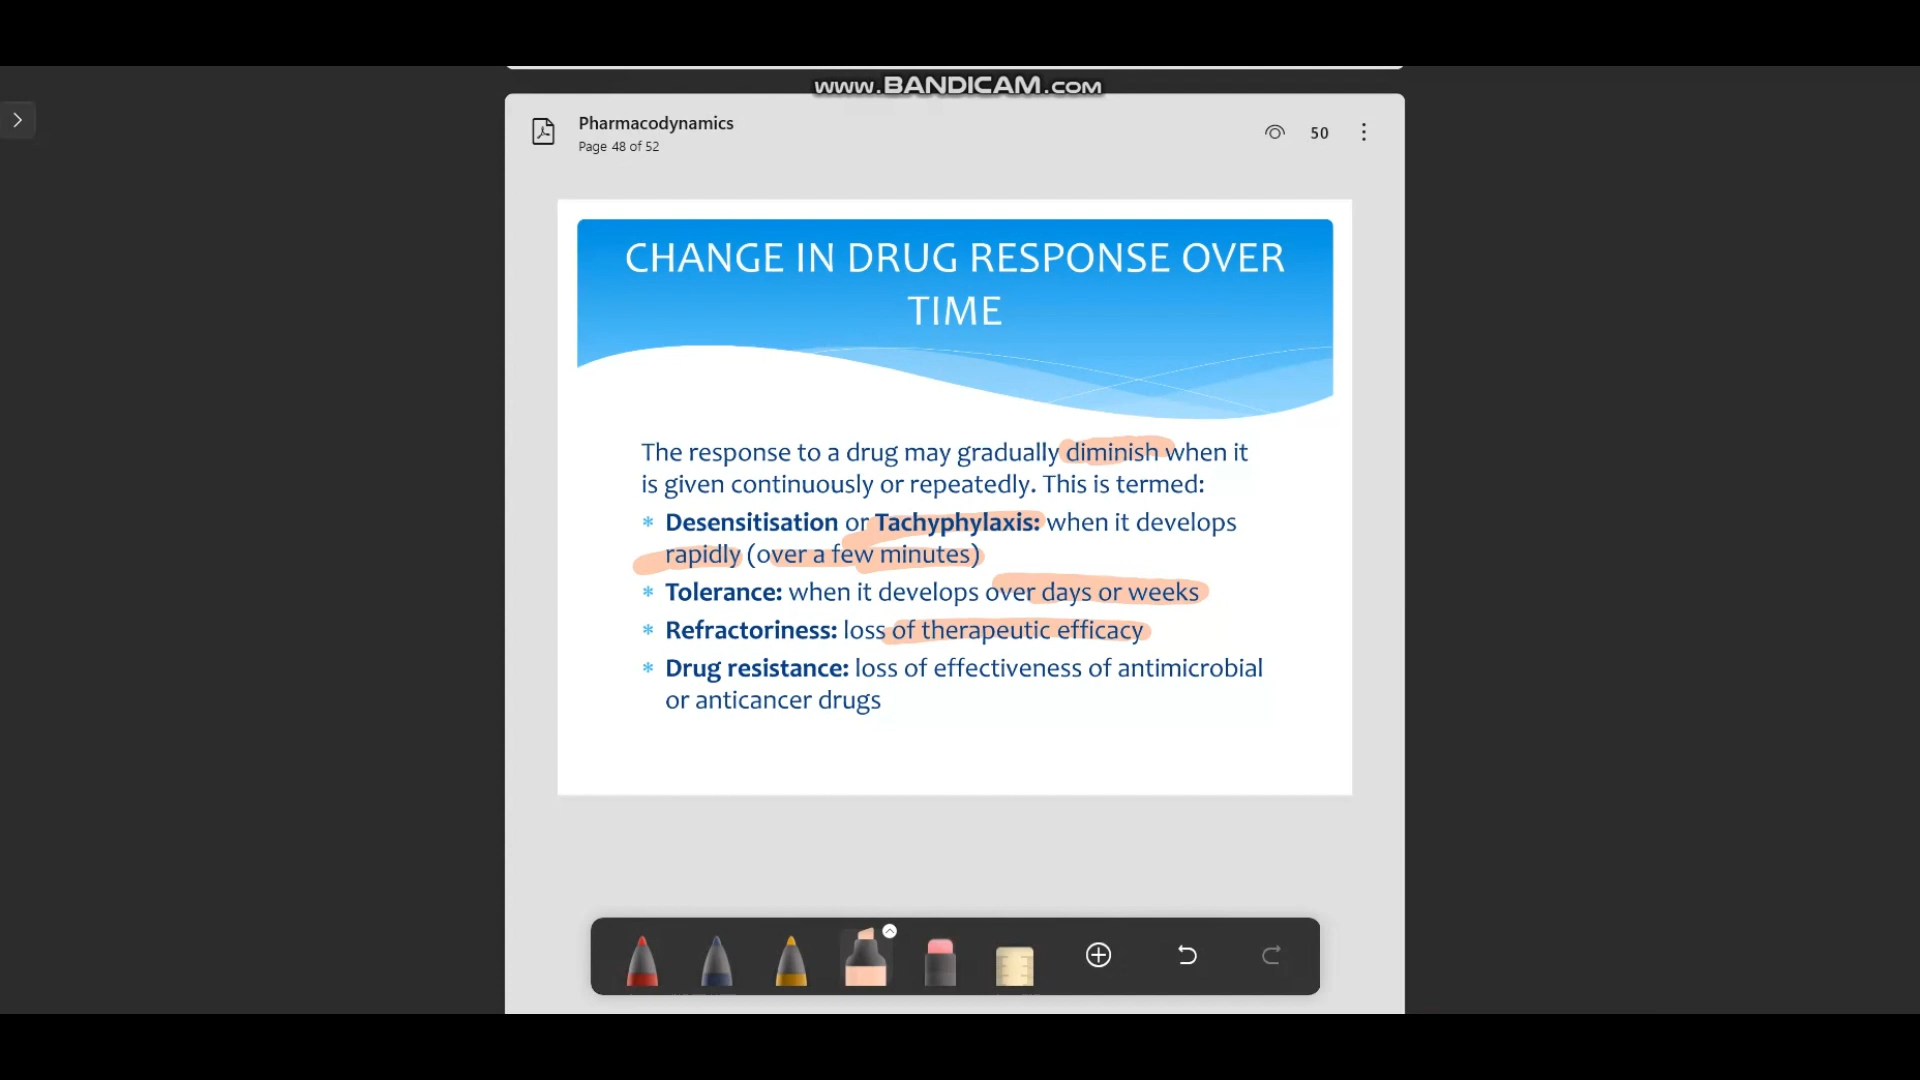 www.BANDICAM.COM
Pharmacodynamics
Page 48 of 52
50
CHANGE IN DRUG RESPONSE OVER
TIME
The response to a drug may gradually diminish when it
is given continuously or repeatedly. This is termed:
* Desensitisation or Tachyphylaxis: when it develops
rapidly (over a few minutes)
* Tolerance: when it develops over days or weeks
* Refractoriness: loss of therapeutic efficacy
* Drug resistance: loss of effectiveness of antimicrobial
or anticancer drugs